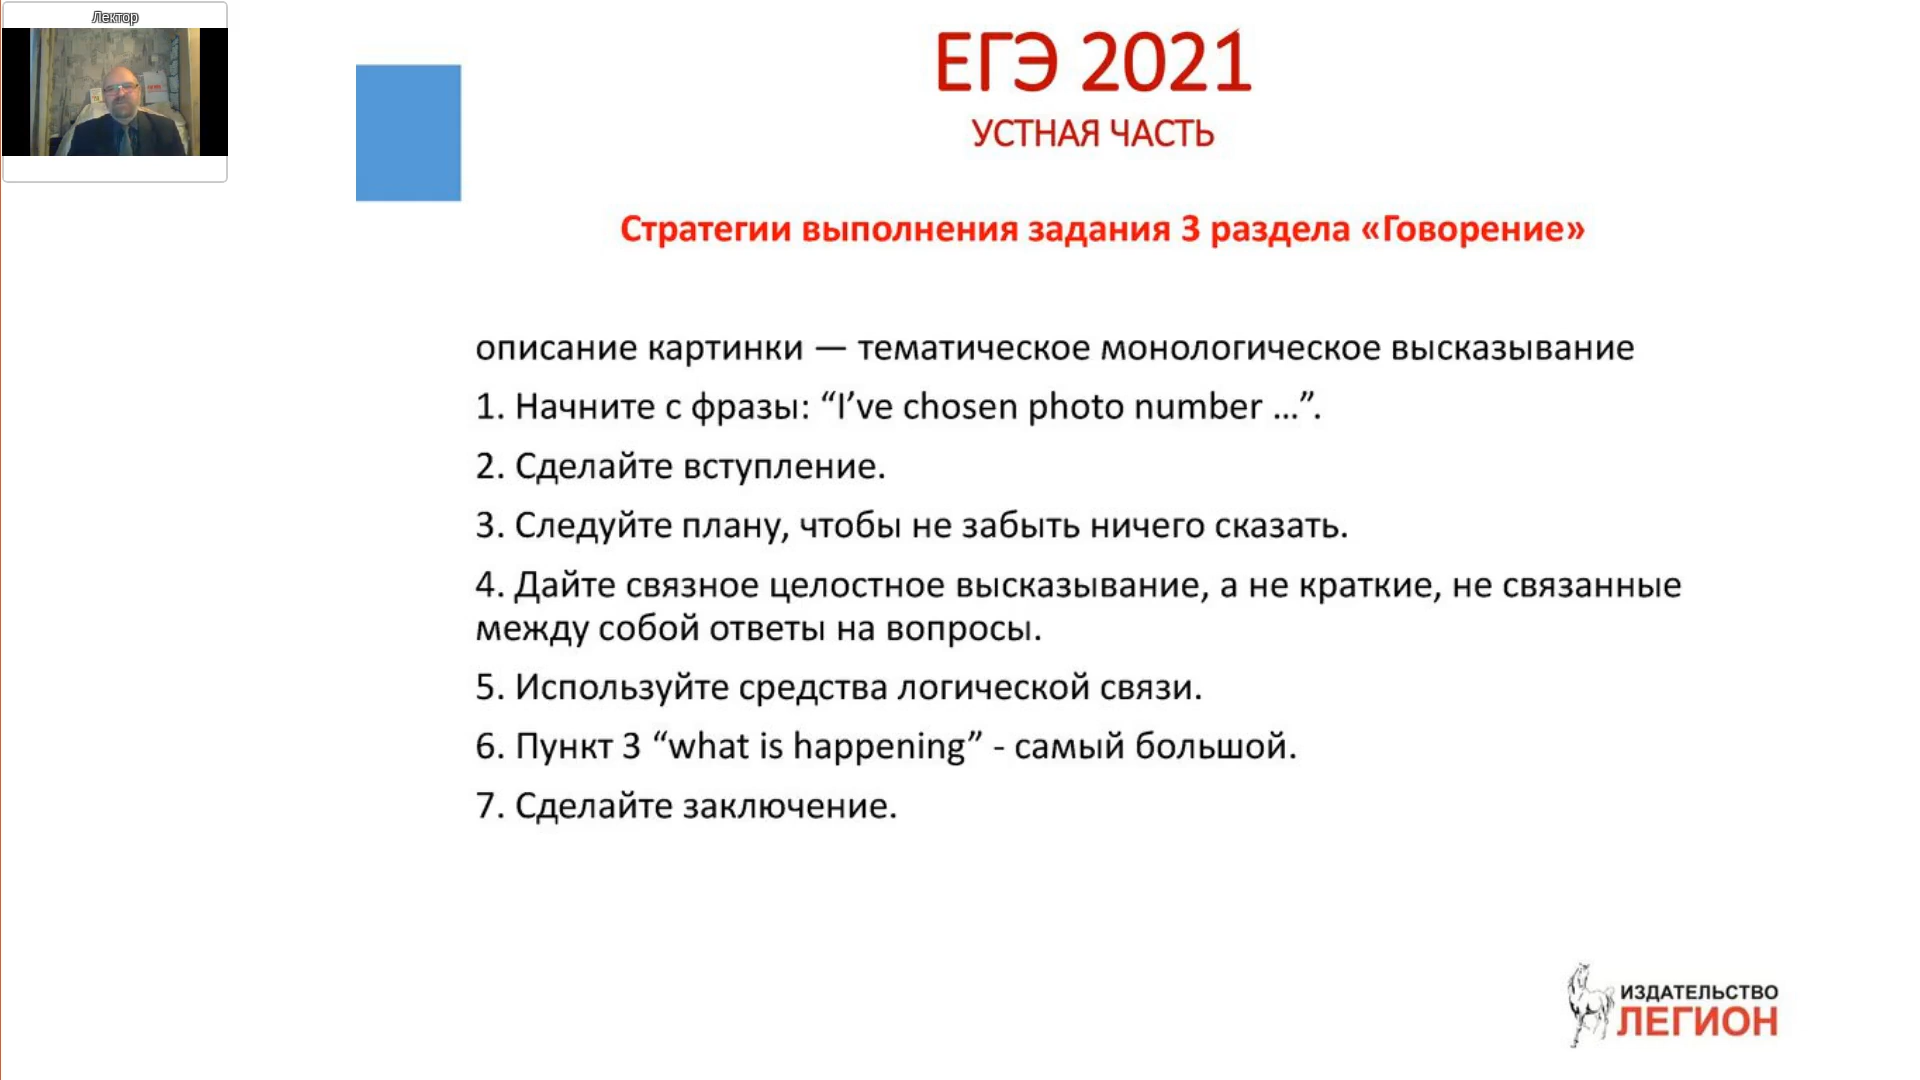 Лектор
ЕГЭ 2021
УСТНАЯ ЧАСТЬ
Стратегии выполнения задания 3 раздела «Говорение»
описание картинки — тематическое монологическое высказывание
1. Начните с фразы: “I’ve chosen photo number ...”.
2. Сделайте вступление.
3. Следуйте плану, чтобы не забыть ничего сказать.
4. Дайте связное целостное высказывание, а не краткие, не связанные
между собой ответы на вопросы.
5. Используйте средства логической связи.
6. Пункт 3 “what is happening” - самый большой.
7. Сделайте заключение.
ИЗДАТЕЛЬСТВО
ЛЕГИОН